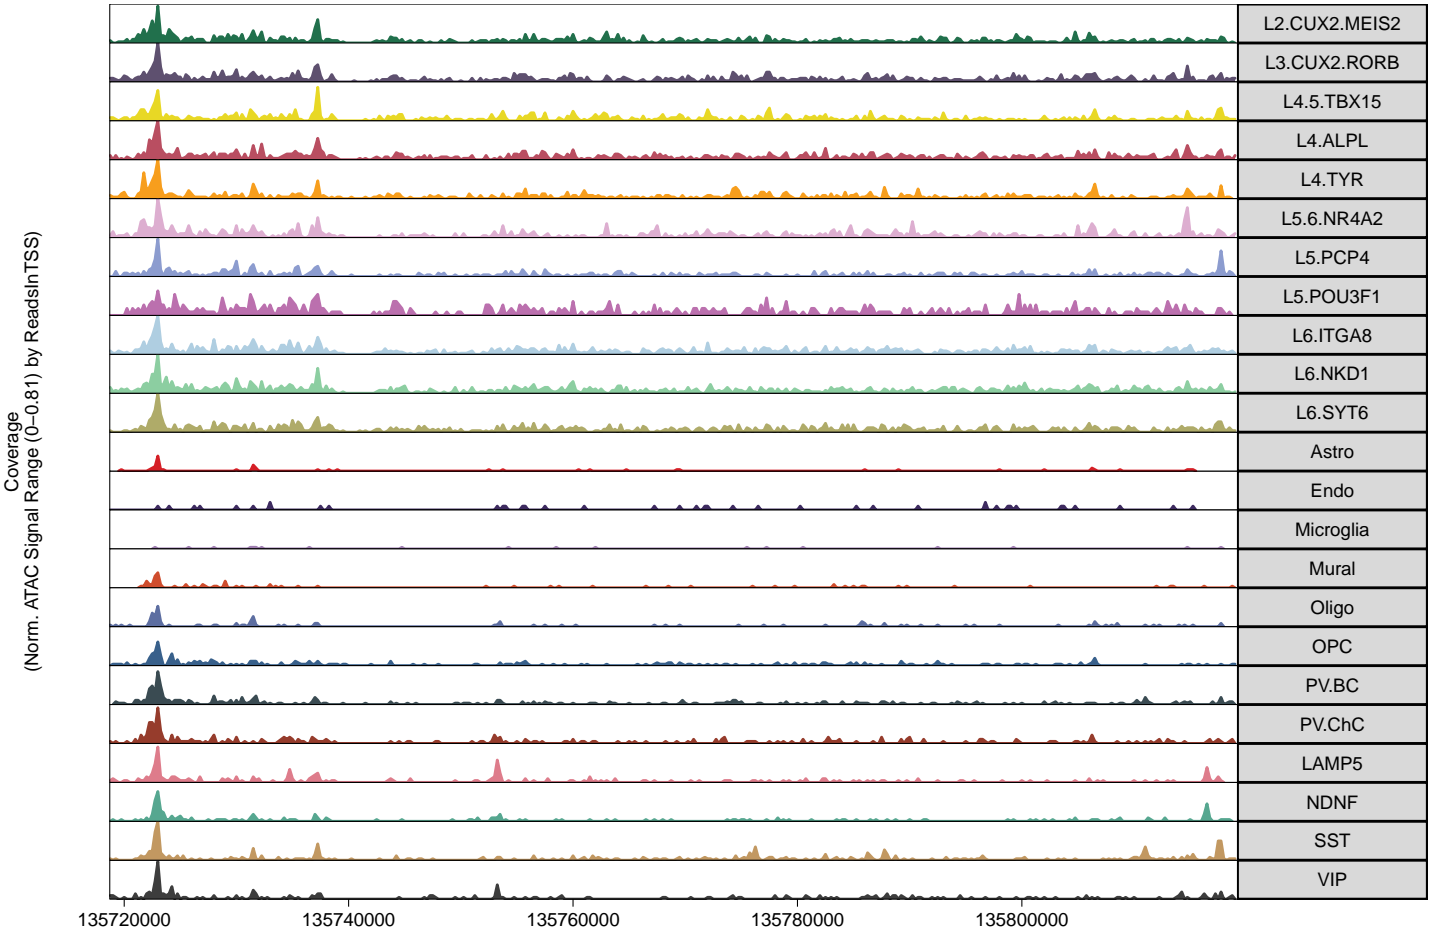 Coverage
(Norm. ATAC Signal Range (0–0.81) by ReadsInTSS)
L2.CUX2.MEIS2
L3.CUX2.RORB
L4.5.TBX15
L4.ALPL
L4.TYR
L5.6.NR4A2
L5.PCP4
L5.POU3F1
L6.ITGA8
L6.NKD1
L6.SYT6
Astro
Endo
Microglia
Mural
Oligo
OPC
PV.BC
PV.ChC
LAMP5
NDNF
SST
VIP
135720000 135740000 135760000 135780000 135800000